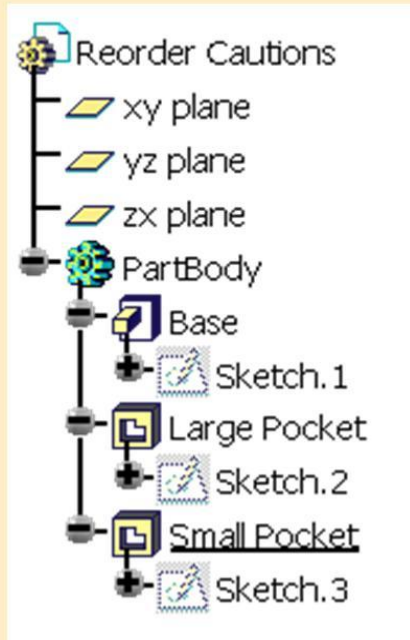 Reorder Cautions
xy plane
yz plane
zx plane
PartBody
Base
Sketch.1
Large Pocket
Sketch.2
Small Pocket
Sketch.3